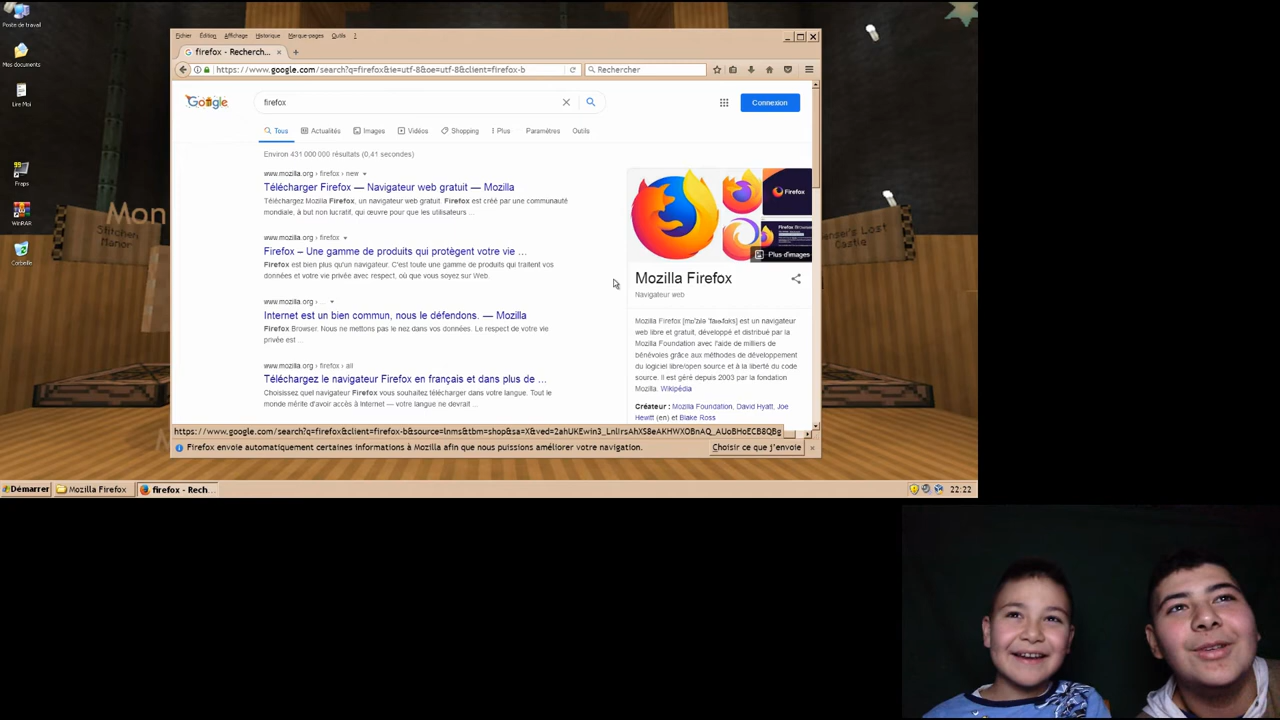 Poste de travail
Mes documents
Lire Moi
99
Fraps
WinRAR
Corbeille
Mon
Stitchen
Manor
enser's Lost
Castle
Fichier Édition Affichage Historique Marque-pages Outils ?
firefox - Recherch... × +
https://www.google.com/search?q=firefox&ie=utf-8&oe=utf-8&client=firefox-b
Rechercher
Google
firefox
Connexion
Tous Actualités Images Vidéos Shopping Plus Paramètres Outils
Environ 431 000 000 résultats (0,41 secondes)
www.mozilla.org › firefox › new
Télécharger Firefox — Navigateur web gratuit — Mozilla
Téléchargez Mozilla Firefox, un navigateur web gratuit. Firefox est créé par une communauté
mondiale, à but non lucratif, qui œuvre pour que les utilisateurs ...
www.mozilla.org › firefox
Firefox – Une gamme de produits qui protègent votre vie ...
Firefox est bien plus qu'un navigateur. C'est toute une gamme de produits qui traitent vos
données et votre vie privée avec respect, où que vous soyez sur Web.
www.mozilla.org › ...
Internet est un bien commun, nous le défendons. — Mozilla
Firefox Browser. Nous ne mettons pas le nez dans vos données. Le respect de votre vie
privée est ...
www.mozilla.org › firefox › all
Téléchargez le navigateur Firefox en français et dans plus de ...
Choisissez quel navigateur Firefox vous souhaitez télécharger dans votre langue. Tout le
monde mérite d'avoir accès à Internet — votre langue ne devrait ...
Firefox
Firefox Browser
Plus d'images
Mozilla Firefox
Navigateur web
Mozilla Firefox est un navigateur
web libre et gratuit, développé et distribué par la
Mozilla Foundation avec l'aide de milliers de
bénévoles grâce aux méthodes de développement
du logiciel libre/open source et à la liberté du code
source. Il est géré depuis 2003 par la fondation
Mozilla. Wikipédia
Créateur : Mozilla Foundation, David Hyatt, Joe
Hewitt (en) et Blake Ross
Firefox envoie automatiquement certaines informations à Mozilla afin que nous puissions améliorer votre navigation.
Choisir ce que j'envoie
Démarrer
Mozilla Firefox
firefox - Rech...
22:22